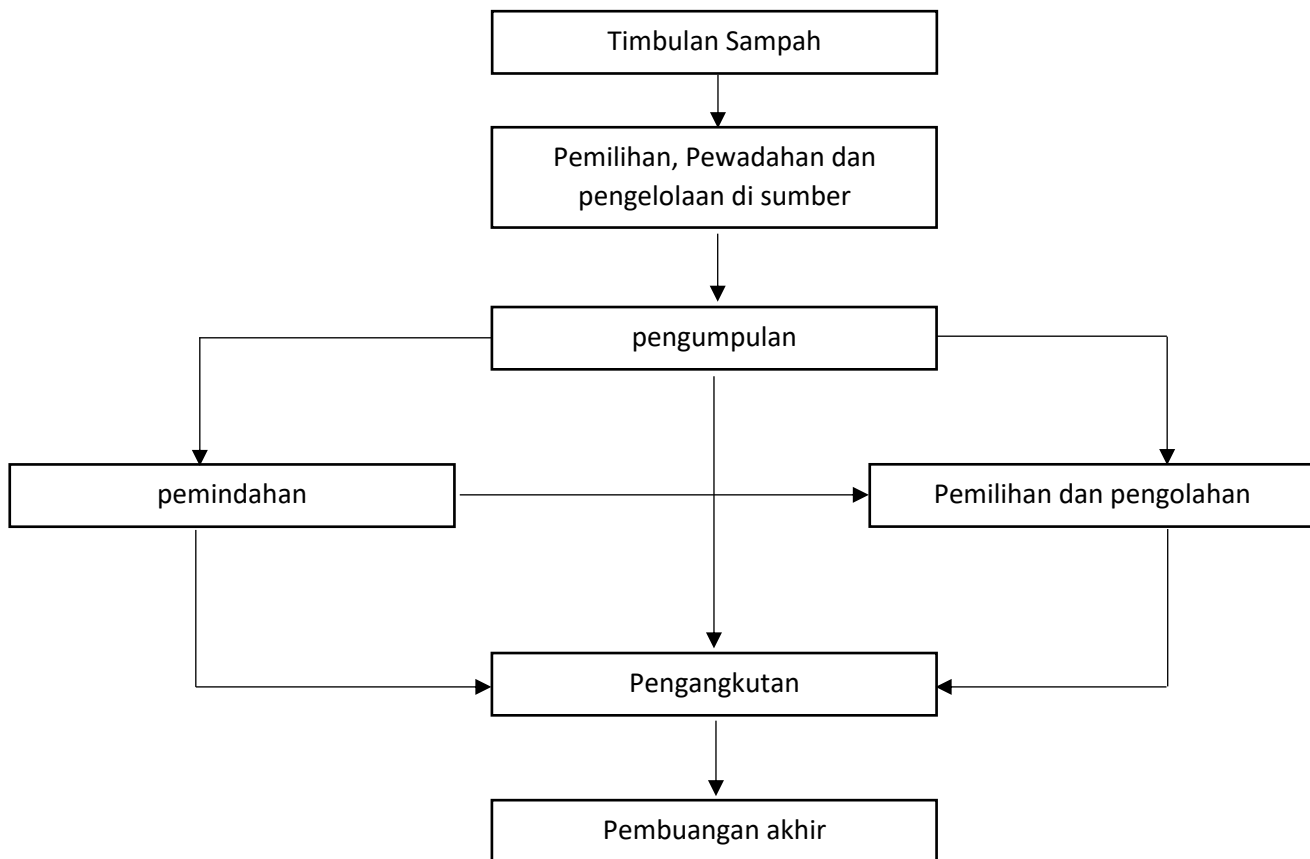 Timbulan Sampah
Pemilihan, Pewadahan dan
pengelolaan di sumber
pengumpulan
pemindahan
Pemilihan dan pengolahan
Pengangkutan
Pembuangan akhir